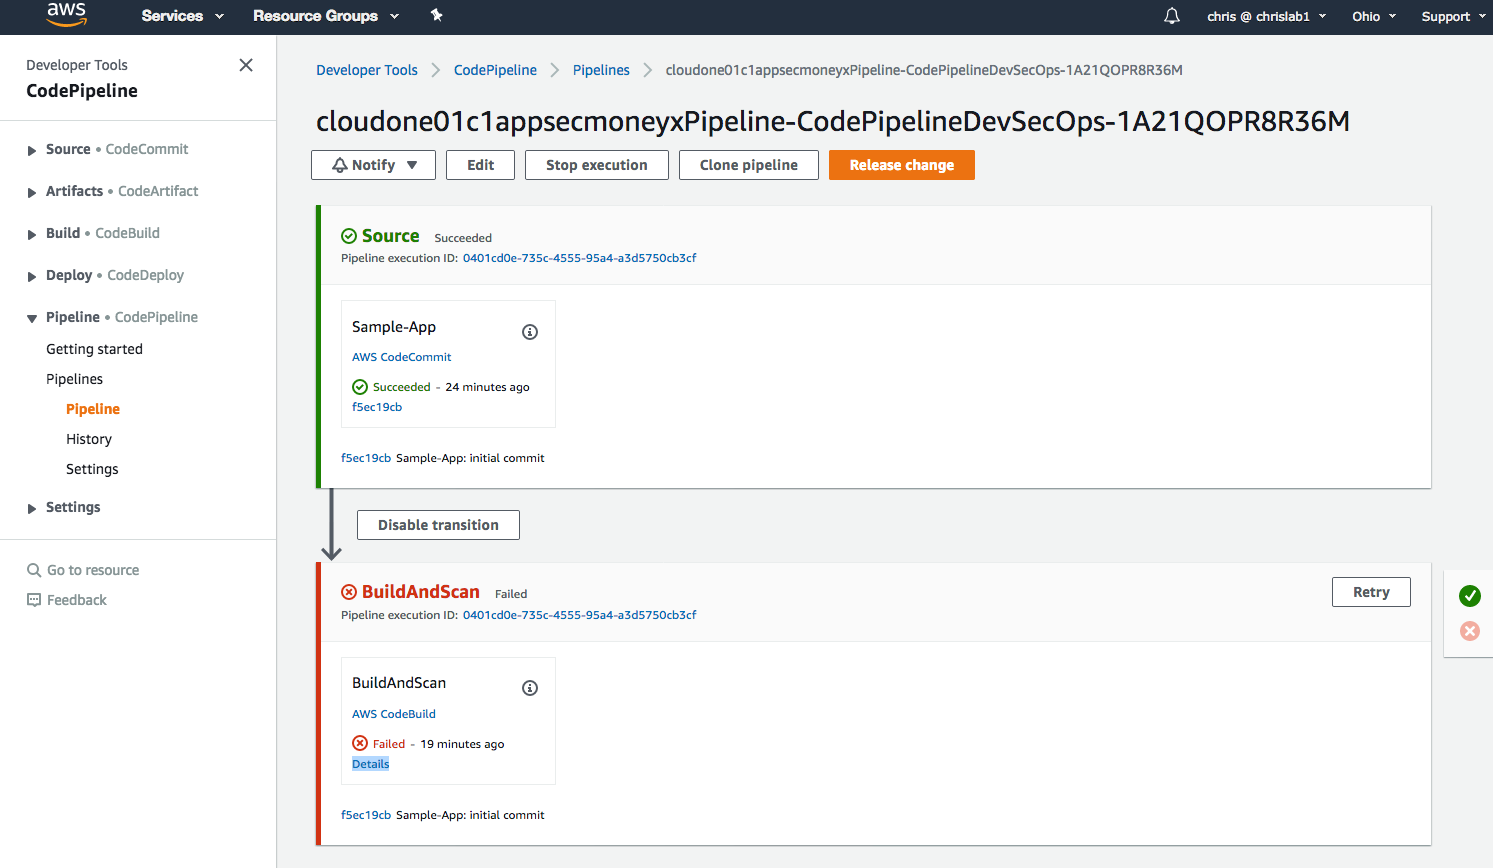 aws
Services
Resource Groups
chris @ chrislab1
Ohio
Support
Developer Tools
CodePipeline
Source • CodeCommit
Artifacts • CodeArtifact
Build • CodeBuild
Deploy • CodeDeploy
Pipeline • CodePipeline
Getting started
Pipelines
Pipeline
History
Settings
Settings
Go to resource
Feedback
Developer Tools > CodePipeline > Pipelines > cloudone01c1appsecmoneyxPipeline-CodePipelineDevSecOps-1A21QOPR8R36M
cloudone01c1appsecmoneyxPipeline-CodePipelineDevSecOps-1A21QOPR8R36M
Notify
Edit
Stop execution
Clone pipeline
Release change
Source Succeeded
Pipeline execution ID: 0401cd0e-735c-4555-95a4-a3d5750cb3cf
Sample-App
AWS CodeCommit
Succeeded - 24 minutes ago
f5ec19cb
f5ec19cb Sample-App: initial commit
Disable transition
BuildAndScan Failed
Retry
Pipeline execution ID: 0401cd0e-735c-4555-95a4-a3d5750cb3cf
BuildAndScan
AWS CodeBuild
Failed - 19 minutes ago
Details
f5ec19cb Sample-App: initial commit